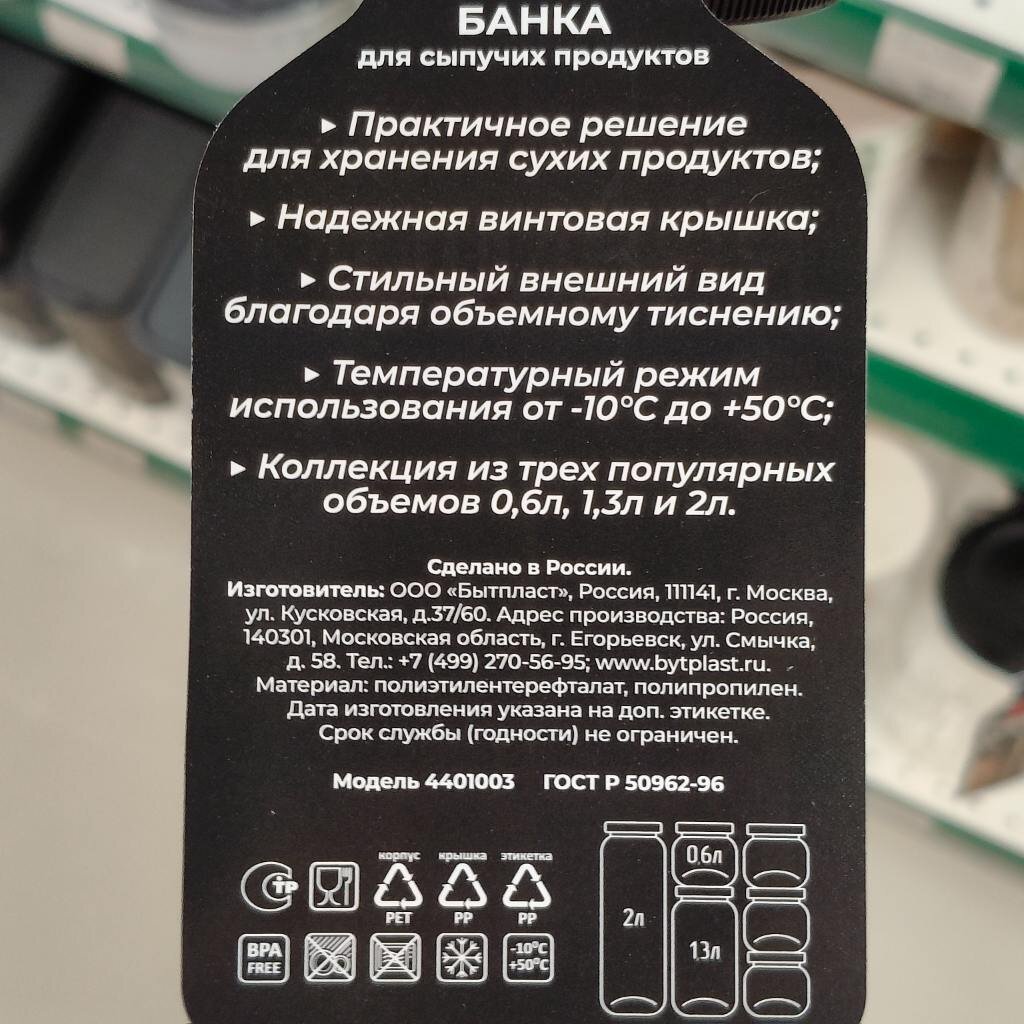 БАНКА
для сыпучих продуктов
▸ Практичное решение
для хранения сухих продуктов;
▸ Надежная винтовая крышка;
▸ Стильный внешний вид
благодаря объемному тиснению;
▸ Температурный режим
использования от -10°C до +50°C;
▸ Коллекция из трех популярных
объемов 0,6л, 1,3л и 2л.
Сделано в России.
Изготовитель: ООО «Бытпласт», Россия, 111141, г. Москва,
ул. Кусковская, д.37/60. Адрес производства: Россия,
140301, Московская область, г. Егорьевск, ул. Смычка,
д. 58. Тел.: +7 (499) 270-56-95; www.bytplast.ru.
Материал: полиэтилентерефталат, полипропилен.
Дата изготовления указана на доп. этикетке.
Срок службы (годности) не ограничен.
Модель 4401003 ГОСТ Р 50962-96
корпус крышка этикетка
СТР
PET PP PP
BPA
FREE
-10°C
+50°C
2л
0,6л
1,3л